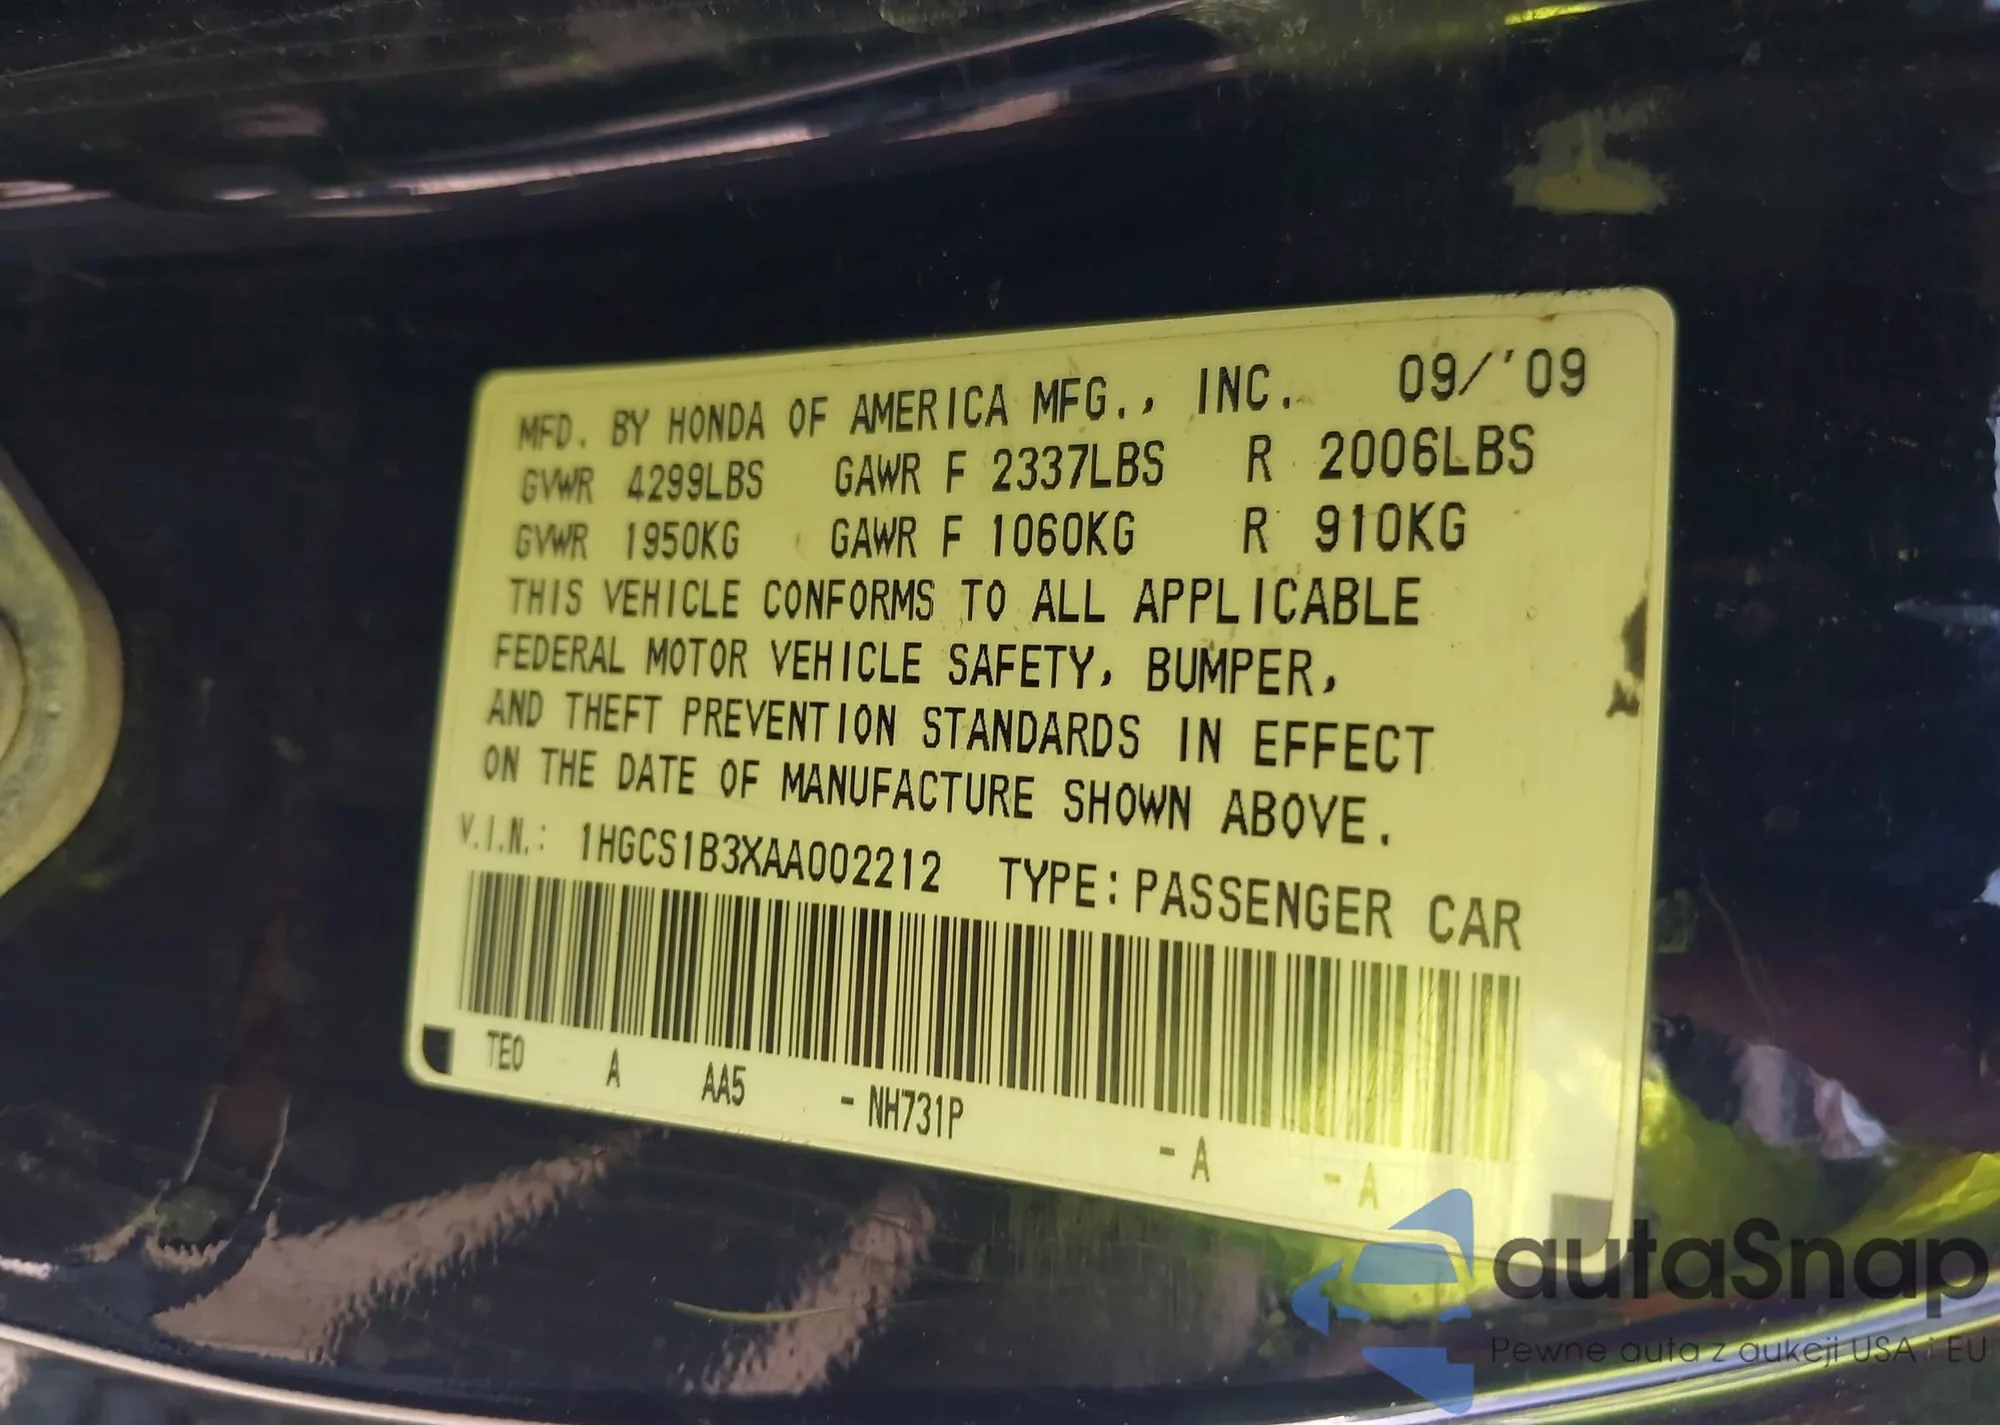 MFD. BY HONDA OF AMERICA MFG., INC. 09/'09
GVWR 4299LBS GAWR F 2337LBS R 2006LBS
GVWR 1950KG GAWR F 1060KG R 910KG
THIS VEHICLE CONFORMS TO ALL APPLICABLE
FEDERAL MOTOR VEHICLE SAFETY, BUMPER,
AND THEFT PREVENTION STANDARDS IN EFFECT
ON THE DATE OF MANUFACTURE SHOWN ABOVE.
V.I.N.: 1HGCS1B3XAA002212 TYPE: PASSENGER CAR
TE0 A AA5 - NH731P - A - A
autaSnap
Pewne auta z aukcji USA i EU